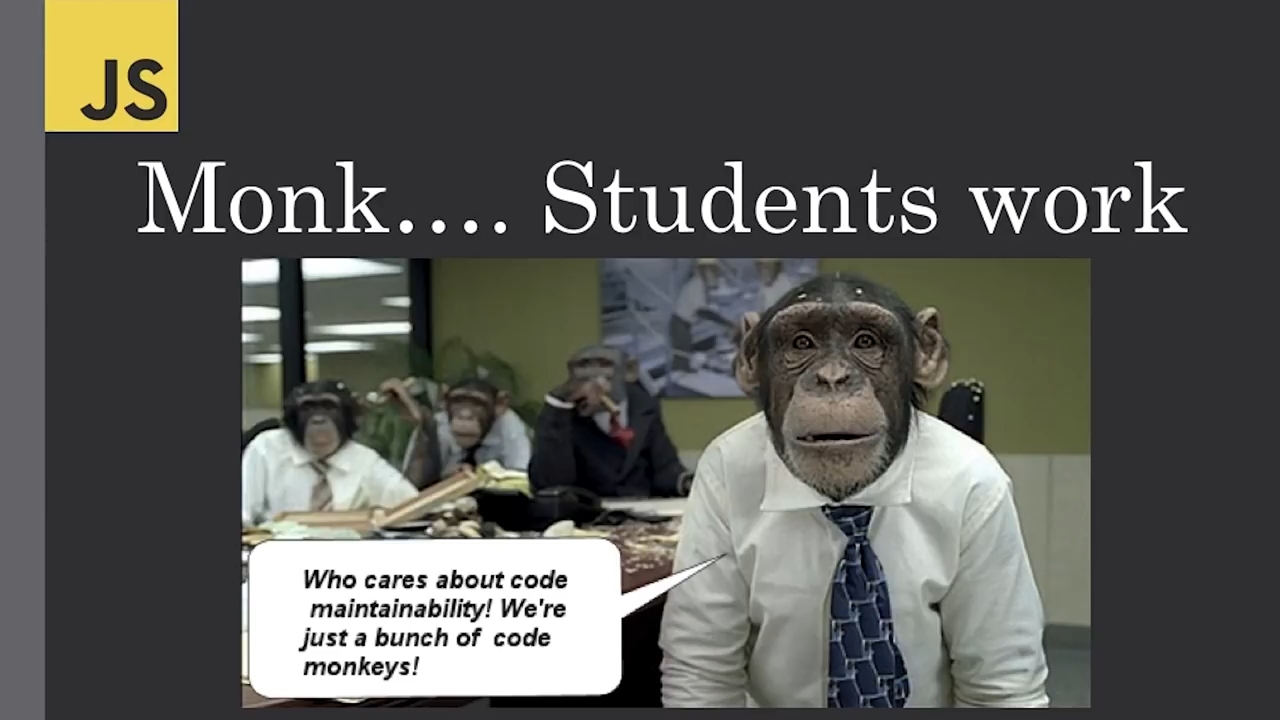 JS
Monk.... Students work
Who cares about code
maintainability! We're
just a bunch of code
monkeys!